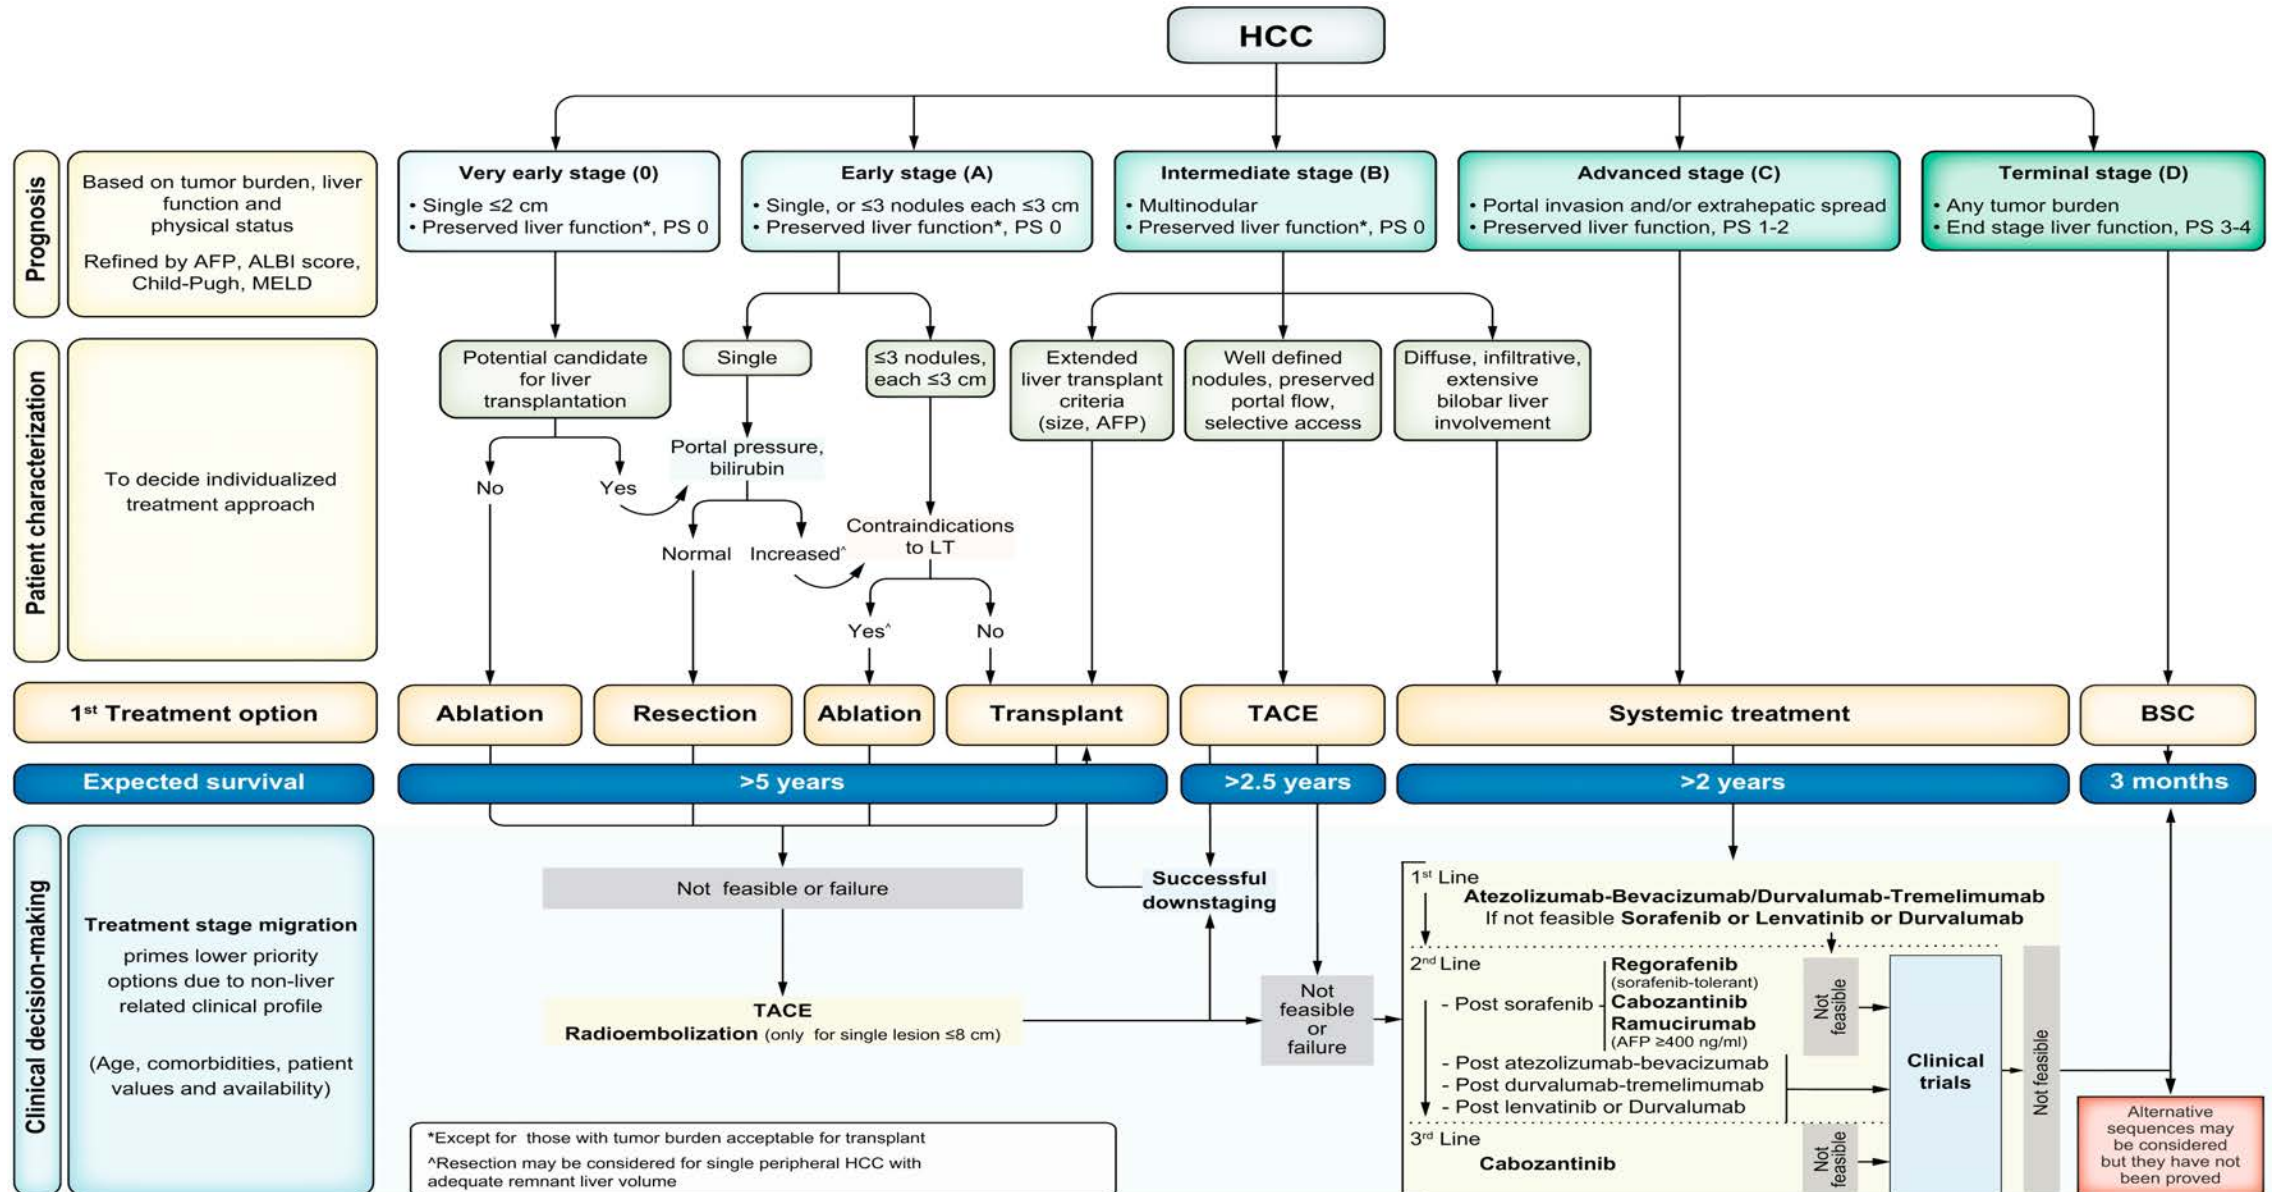 HCC
Prognosis
Based on tumor burden, liver
function and
physical status
Refined by AFP, ALBI score,
Child-Pugh, MELD
Very early stage (0)
• Single ≤2 cm
• Preserved liver function*, PS 0
Early stage (A)
• Single, or ≤3 nodules each ≤3 cm
• Preserved liver function*, PS 0
Intermediate stage (B)
• Multinodular
• Preserved liver function*, PS 0
Advanced stage (C)
• Portal invasion and/or extrahepatic spread
• Preserved liver function, PS 1-2
Terminal stage (D)
• Any tumor burden
• End stage liver function, PS 3-4
Patient characterization
To decide individualized
treatment approach
Potential candidate
for liver
transplantation
No
Yes
Single
Portal pressure,
bilirubin
Normal
Increased^
≤3 nodules,
each ≤3 cm
Contraindications
to LT
Yes^
No
Extended
liver transplant
criteria
(size, AFP)
Well defined
nodules, preserved
portal flow,
selective access
Diffuse, infiltrative,
extensive
bilobar liver
involvement
1st Treatment option
Ablation
Resection
Ablation
Transplant
TACE
Systemic treatment
BSC
Expected survival
>5 years
>2.5 years
>2 years
3 months
Clinical decision-making
Treatment stage migration
primes lower priority
options due to non-liver
related clinical profile
(Age, comorbidities, patient
values and availability)
Not feasible or failure
TACE
Radioembolization (only for single lesion ≤8 cm)
Successful
downstaging
Not
feasible
or
failure
1st Line
Atezolizumab-Bevacizumab/Durvalumab-Tremelimumab
If not feasible Sorafenib or Lenvatinib or Durvalumab
2nd Line
- Post sorafenib
Regorafenib
(sorafenib-tolerant)
Cabozantinib
Ramucirumab
(AFP ≥400 ng/ml)
- Post atezolizumab-bevacizumab
- Post durvalumab-tremelimumab
- Post lenvatinib or Durvalumab
Not
feasible
3rd Line
Cabozantinib
Not
feasible
Clinical
trials
Not feasible
Alternative
sequences may
be considered
but they have not
been proved
*Except for those with tumor burden acceptable for transplant
^Resection may be considered for single peripheral HCC with
adequate remnant liver volume